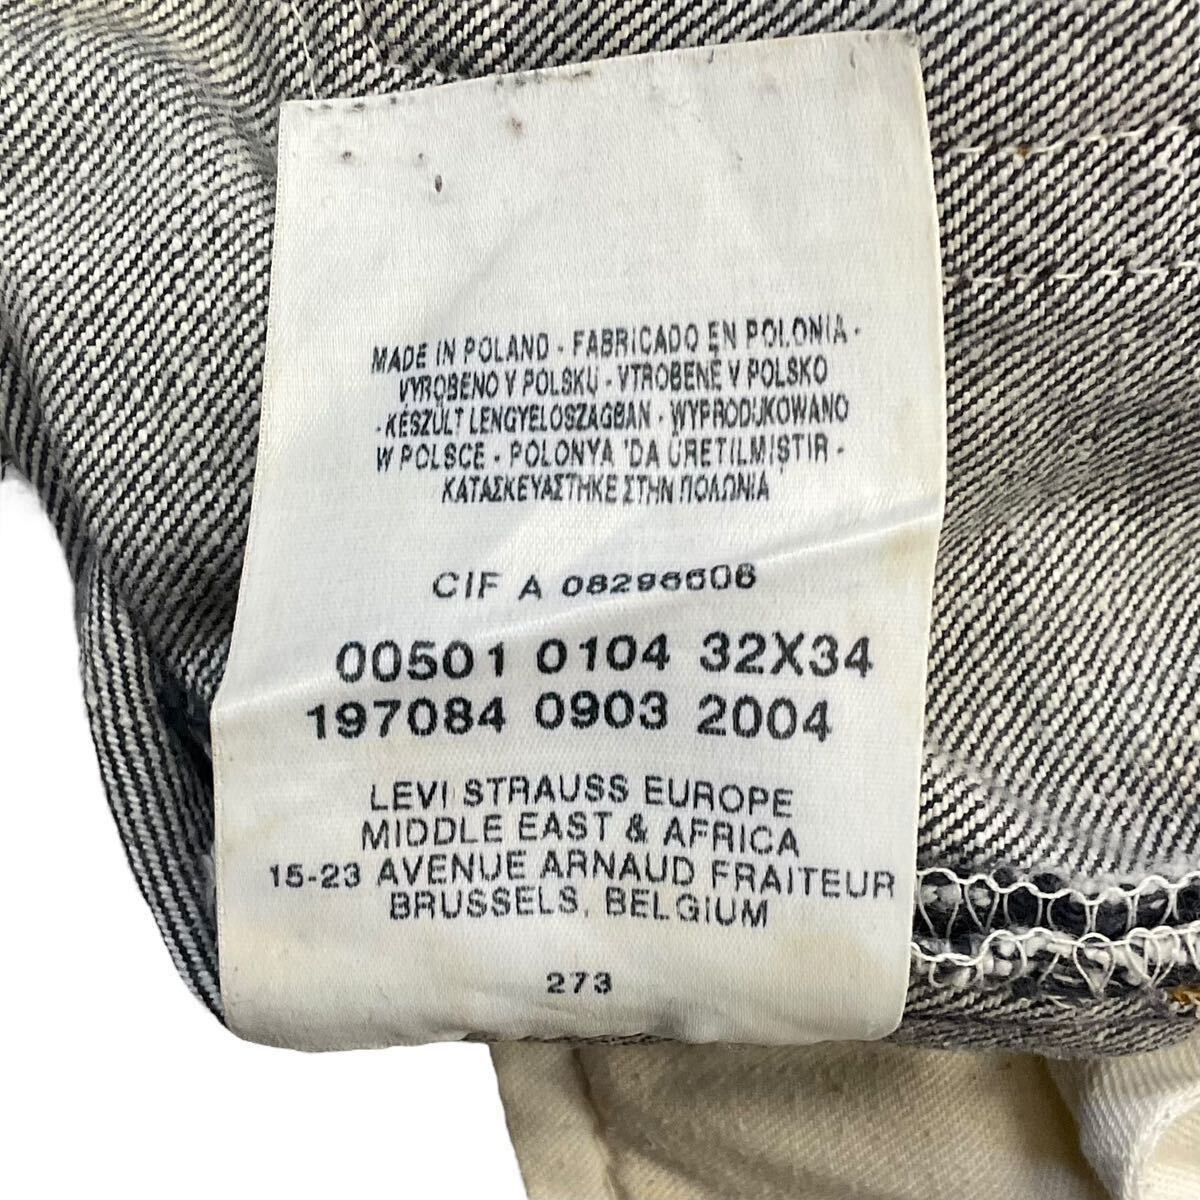 MADE IN POLAND - FABRICADO EN POLONIA -
VYROBENO V POLSKU - VTROBENÉ V POLSKO
- KÉSZÜLT LENGYELOSZAGBAN - WYPRODUKOWANO
W POLSCE - POLONYA 'DA ÜRETILMIŞTIR -
ΚΑΤΑΣΚΕΥΑΣΤΗΚΕ ΣΤΗΝ ΠΟΛΩΝΙΑ
CIF A 08296606
00501 0104 32X34
197084 0903 2004
LEVI STRAUSS EUROPE
MIDDLE EAST & AFRICA
15-23 AVENUE ARNAUD FRAITEUR
BRUSSELS, BELGIUM
273